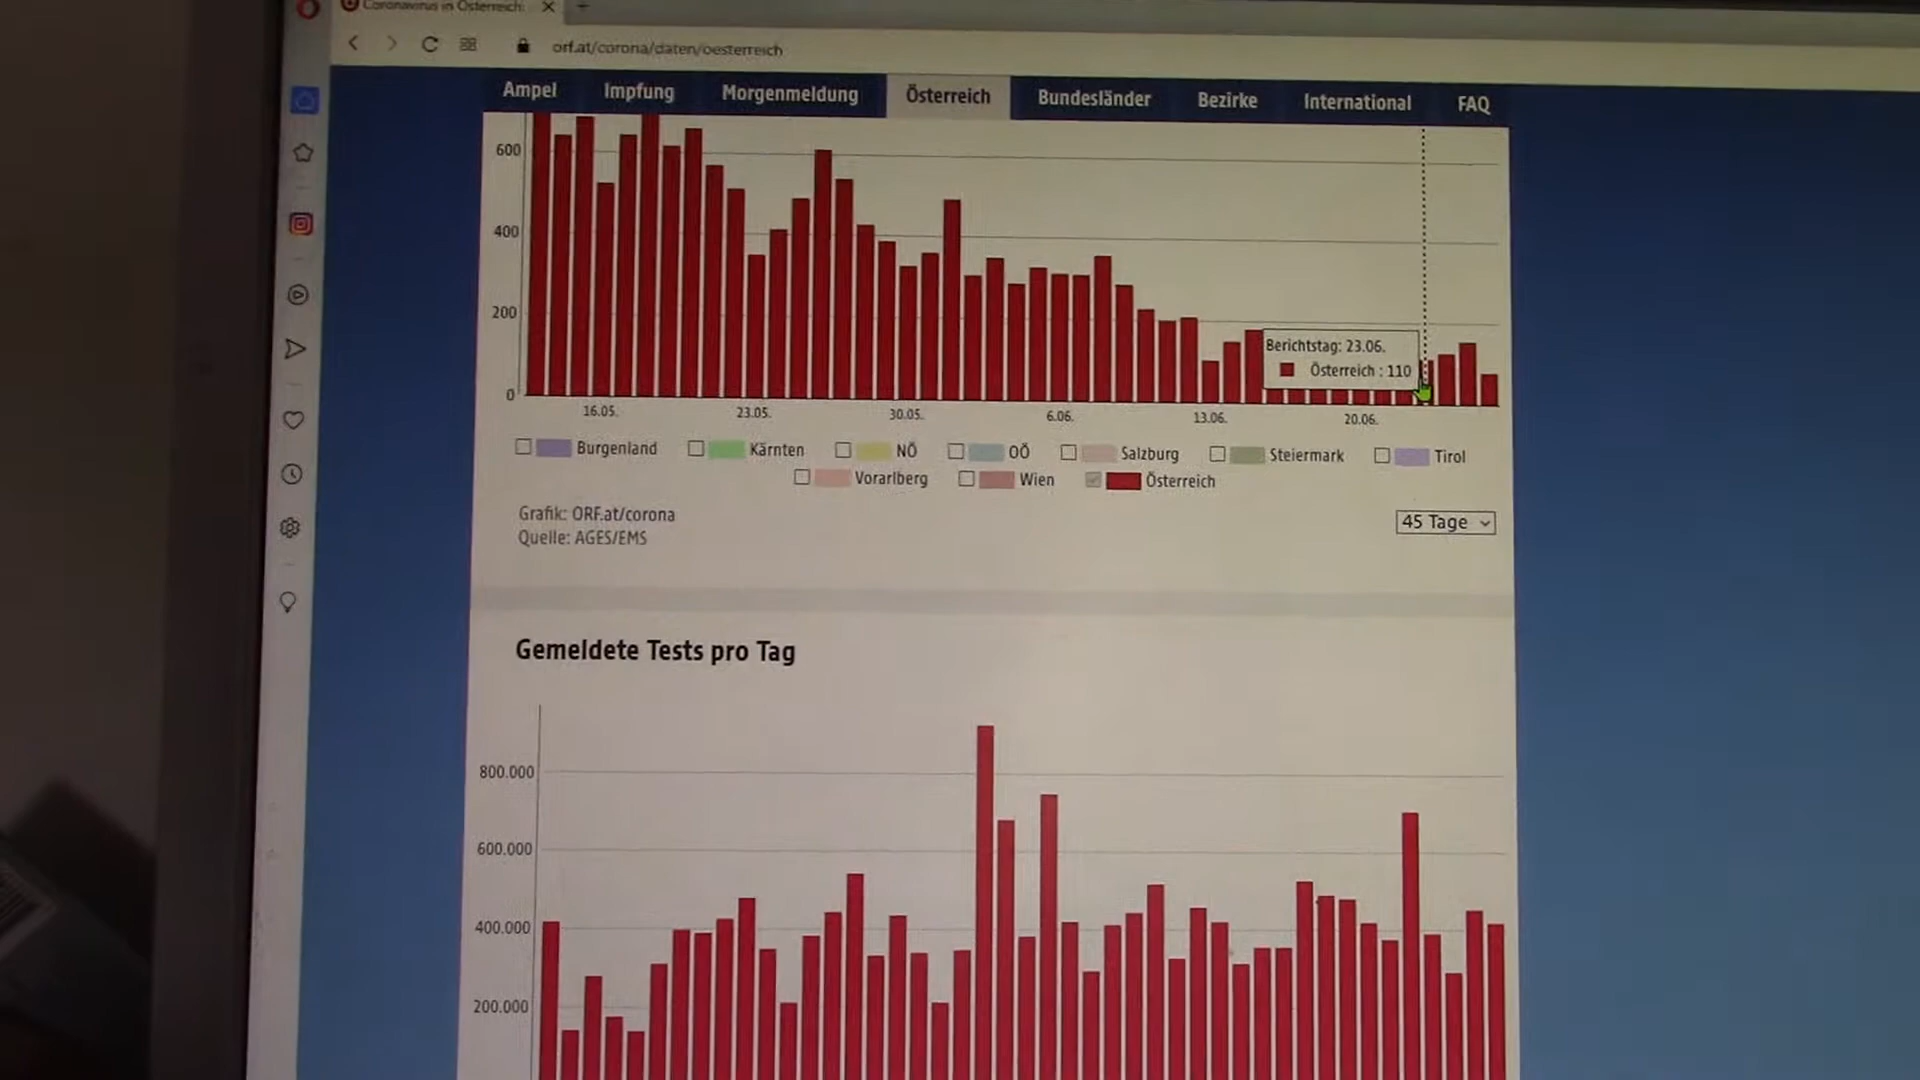 Coronavirus in Österreich:
orf.at/corona/daten/oesterreich
Ampel Impfung Morgenmeldung Österreich Bundesländer Bezirke International FAQ
600
400
200
0
Berichtstag: 23.06.
Österreich : 110
16.05. 23.05. 30.05. 6.06. 13.06. 20.06.
Burgenland Kärnten NÖ OÖ Salzburg Steiermark Tirol
Vorarlberg Wien Österreich
Grafik: ORF.at/corona
Quelle: AGES/EMS
45 Tage
Gemeldete Tests pro Tag
800.000
600.000
400.000
200.000